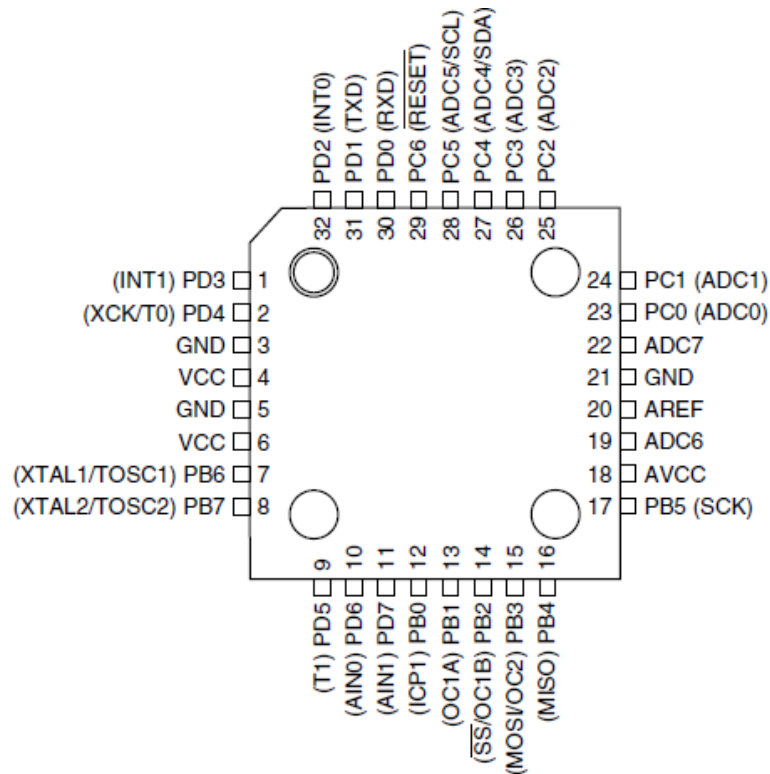 32 PD2 (INT0)
31 PD1 (TXD)
30 PD0 (RXD)
29 PC6 (R̅E̅S̅E̅T̅)
28 PC5 (ADC5/SCL)
27 PC4 (ADC4/SDA)
26 PC3 (ADC3)
25 PC2 (ADC2)
(INT1) PD3 1
(XCK/T0) PD4 2
GND 3
VCC 4
GND 5
VCC 6
(XTAL1/TOSC1) PB6 7
(XTAL2/TOSC2) PB7 8
24 PC1 (ADC1)
23 PC0 (ADC0)
22 ADC7
21 GND
20 AREF
19 ADC6
18 AVCC
17 PB5 (SCK)
(T1) PD5 9
(AIN0) PD6 10
(AIN1) PD7 11
(ICP1) PB0 12
(OC1A) PB1 13
(S̅S̅/OC1B) PB2 14
(MOSI/OC2) PB3 15
(MISO) PB4 16